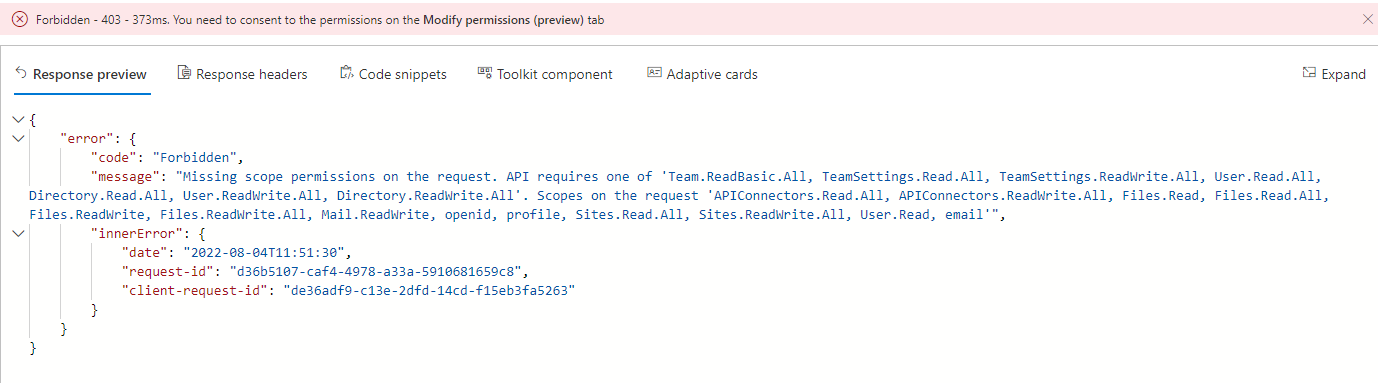 Forbidden - 403 - 373ms. You need to consent to the permissions on the Modify permissions (preview) tab
Response preview Response headers Code snippets Toolkit component Adaptive cards Expand
{
"error": {
"code": "Forbidden",
"message": "Missing scope permissions on the request. API requires one of 'Team.ReadBasic.All, TeamSettings.Read.All, TeamSettings.ReadWrite.All, User.Read.All,
Directory.Read.All, User.ReadWrite.All, Directory.ReadWrite.All'. Scopes on the request 'APIConnectors.Read.All, APIConnectors.ReadWrite.All, Files.Read, Files.Read.All,
Files.ReadWrite, Files.ReadWrite.All, Mail.ReadWrite, openid, profile, Sites.Read.All, Sites.ReadWrite.All, User.Read, email'",
"innerError": {
"date": "2022-08-04T11:51:30",
"request-id": "d36b5107-caf4-4978-a33a-5910681659c8",
"client-request-id": "de36adf9-c13e-2dfd-14cd-f15eb3fa5263"
}
}
}